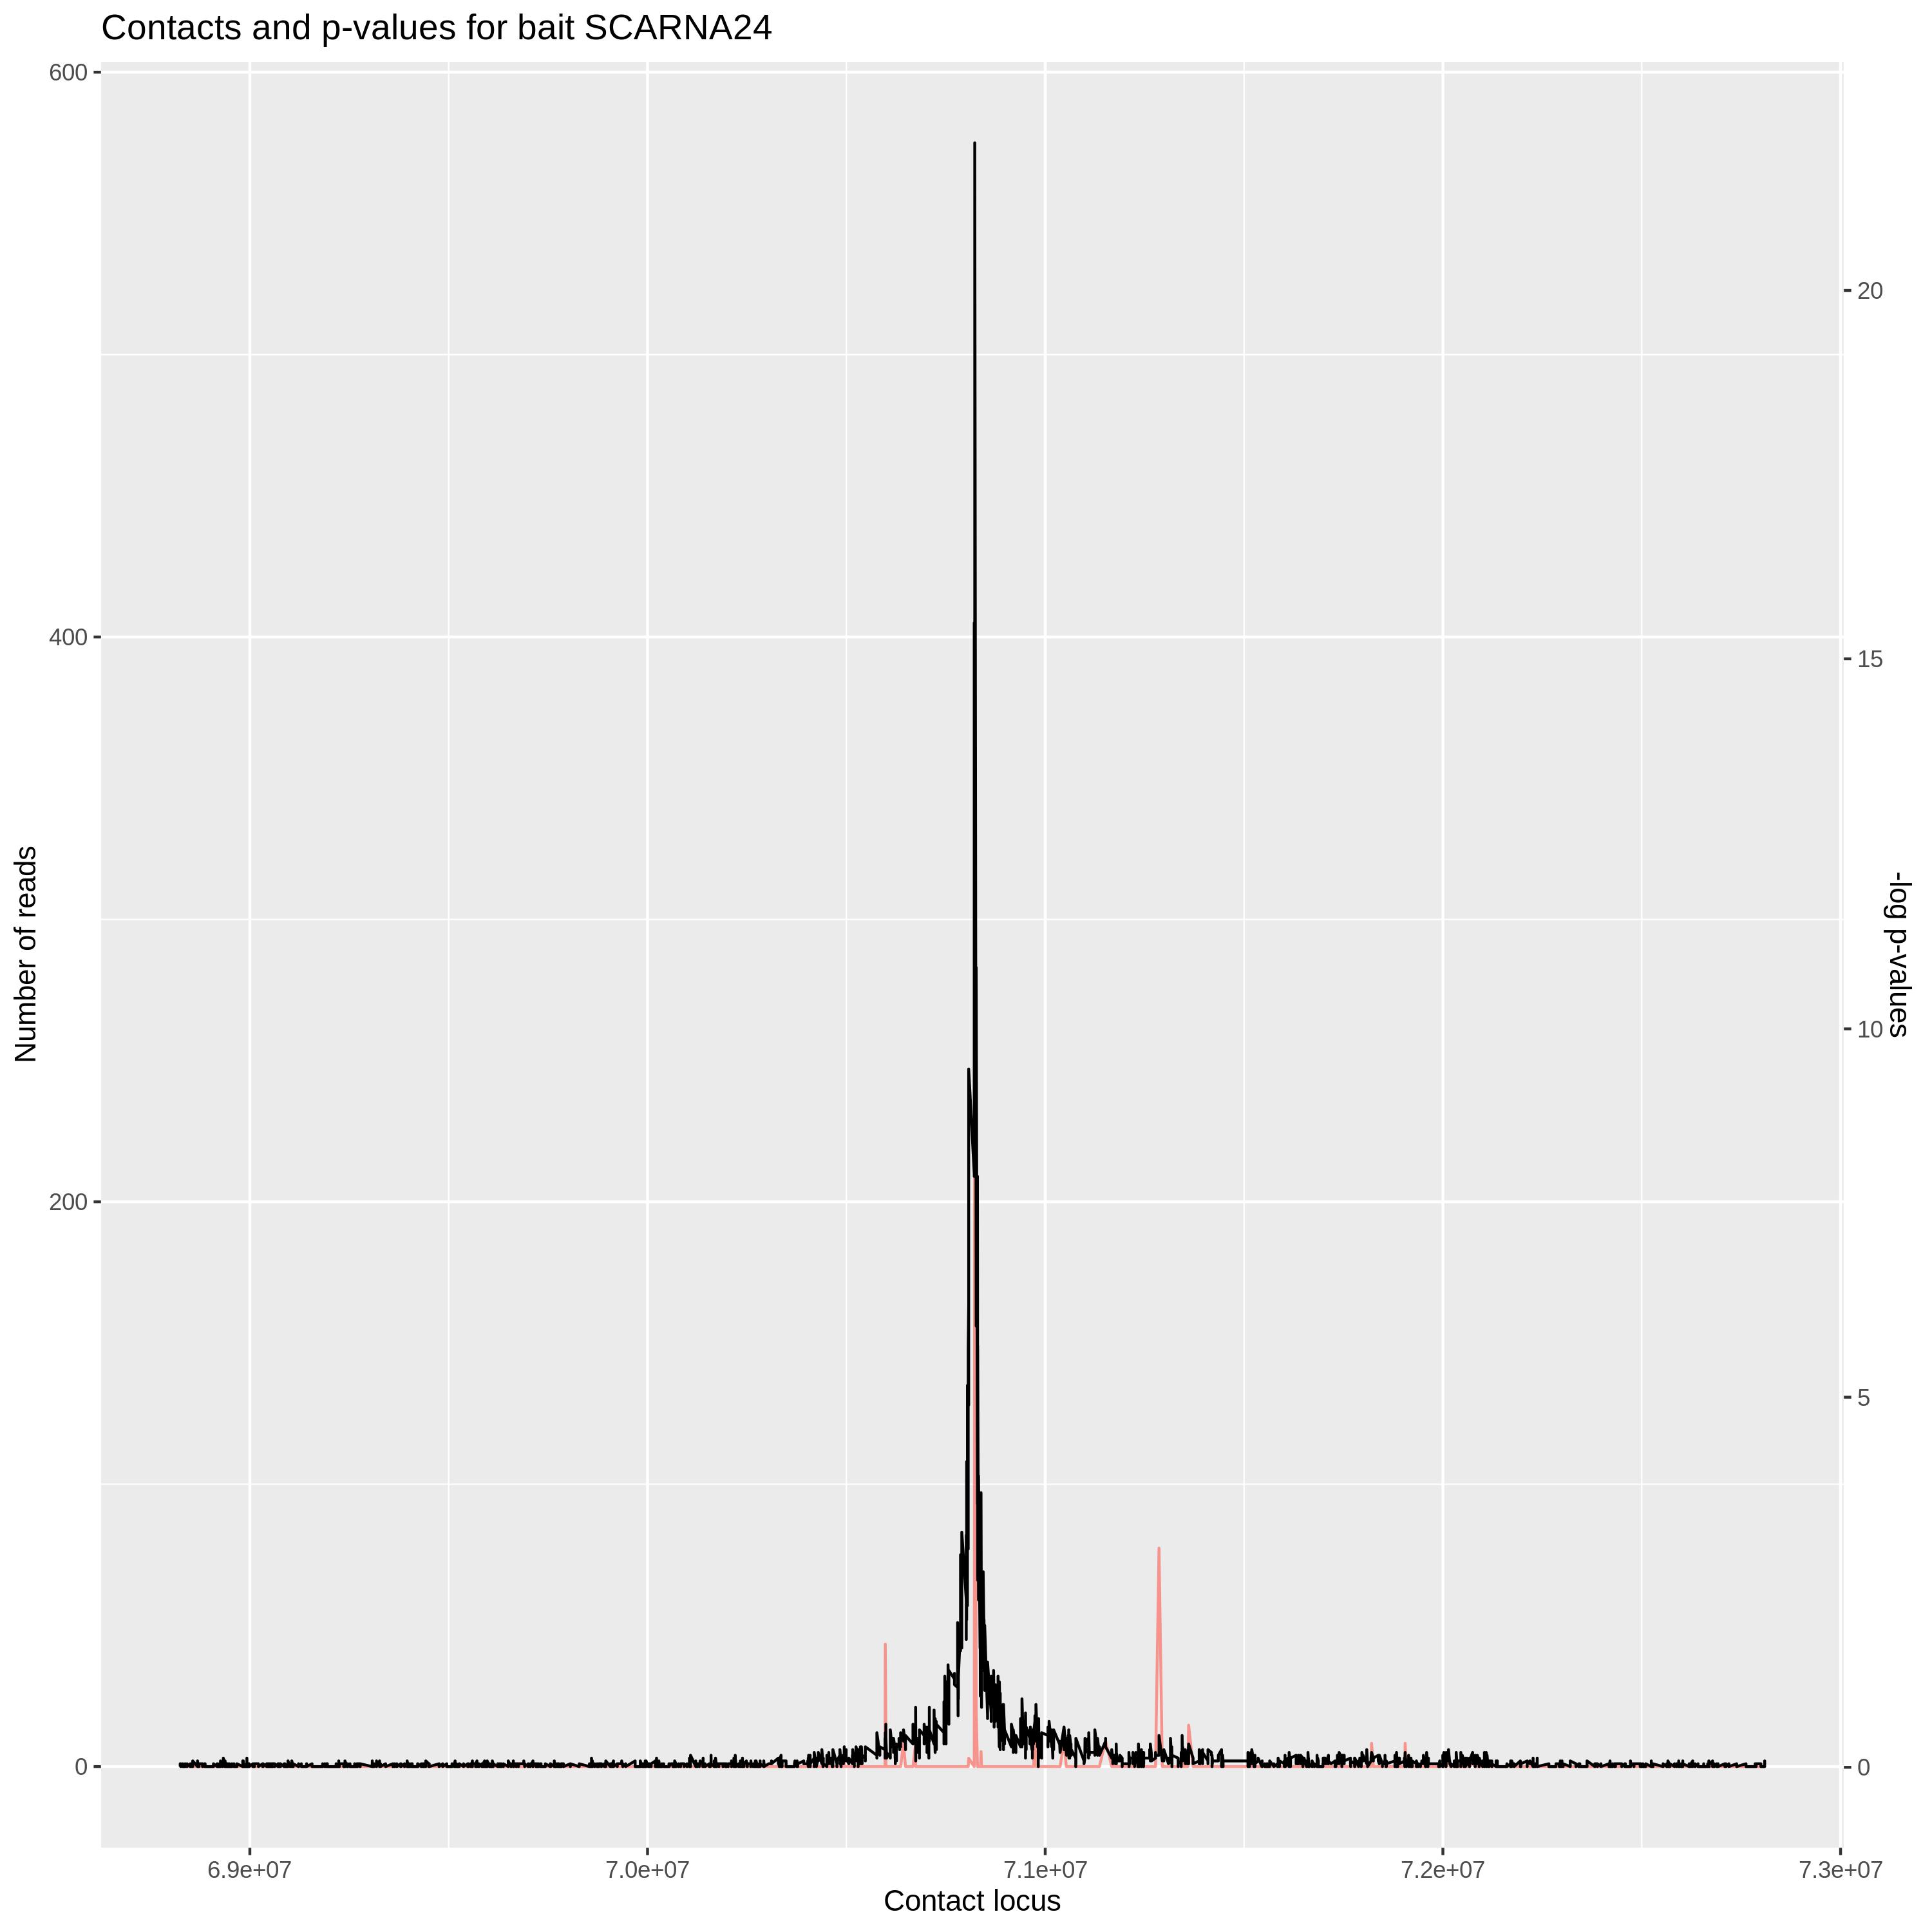 Contacts and p-values for bait SCARNA24
600
400
200
0
Number of reads
20
15
10
5
0
-log p-values
6.9e+07
7.0e+07
7.1e+07
7.2e+07
7.3e+07
Contact locus